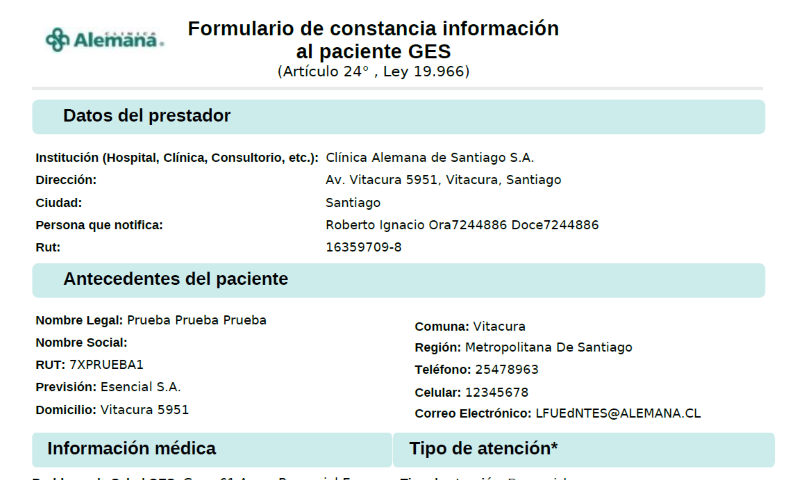 CLÍNICA
Alemana.
Formulario de constancia información
al paciente GES
(Artículo 24° , Ley 19.966)
Datos del prestador
Institución (Hospital, Clínica, Consultorio, etc.): Clínica Alemana de Santiago S.A.
Dirección: Av. Vitacura 5951, Vitacura, Santiago
Ciudad: Santiago
Persona que notifica: Roberto Ignacio Ora7244886 Doce7244886
Rut: 16359709-8
Antecedentes del paciente
Nombre Legal: Prueba Prueba Prueba
Nombre Social:
RUT: 7XPRUEBA1
Previsión: Esencial S.A.
Domicilio: Vitacura 5951
Comuna: Vitacura
Región: Metropolitana De Santiago
Teléfono: 25478963
Celular: 12345678
Correo Electrónico: LFUEdNTES@ALEMANA.CL
Información médica
Tipo de atención*